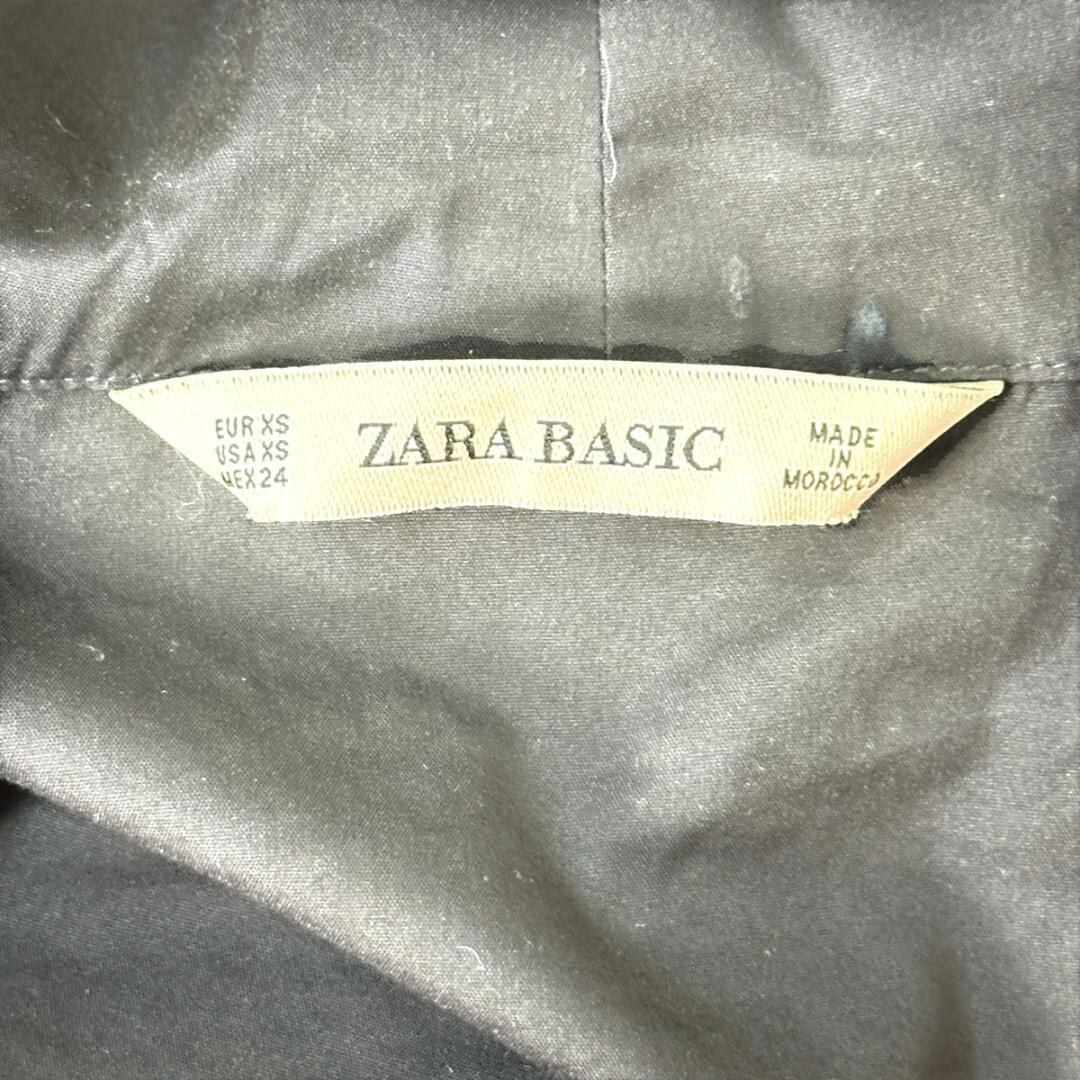 EUR XS
USA XS
MEX 24
ZARA BASIC
MADE
IN
MOROCCO